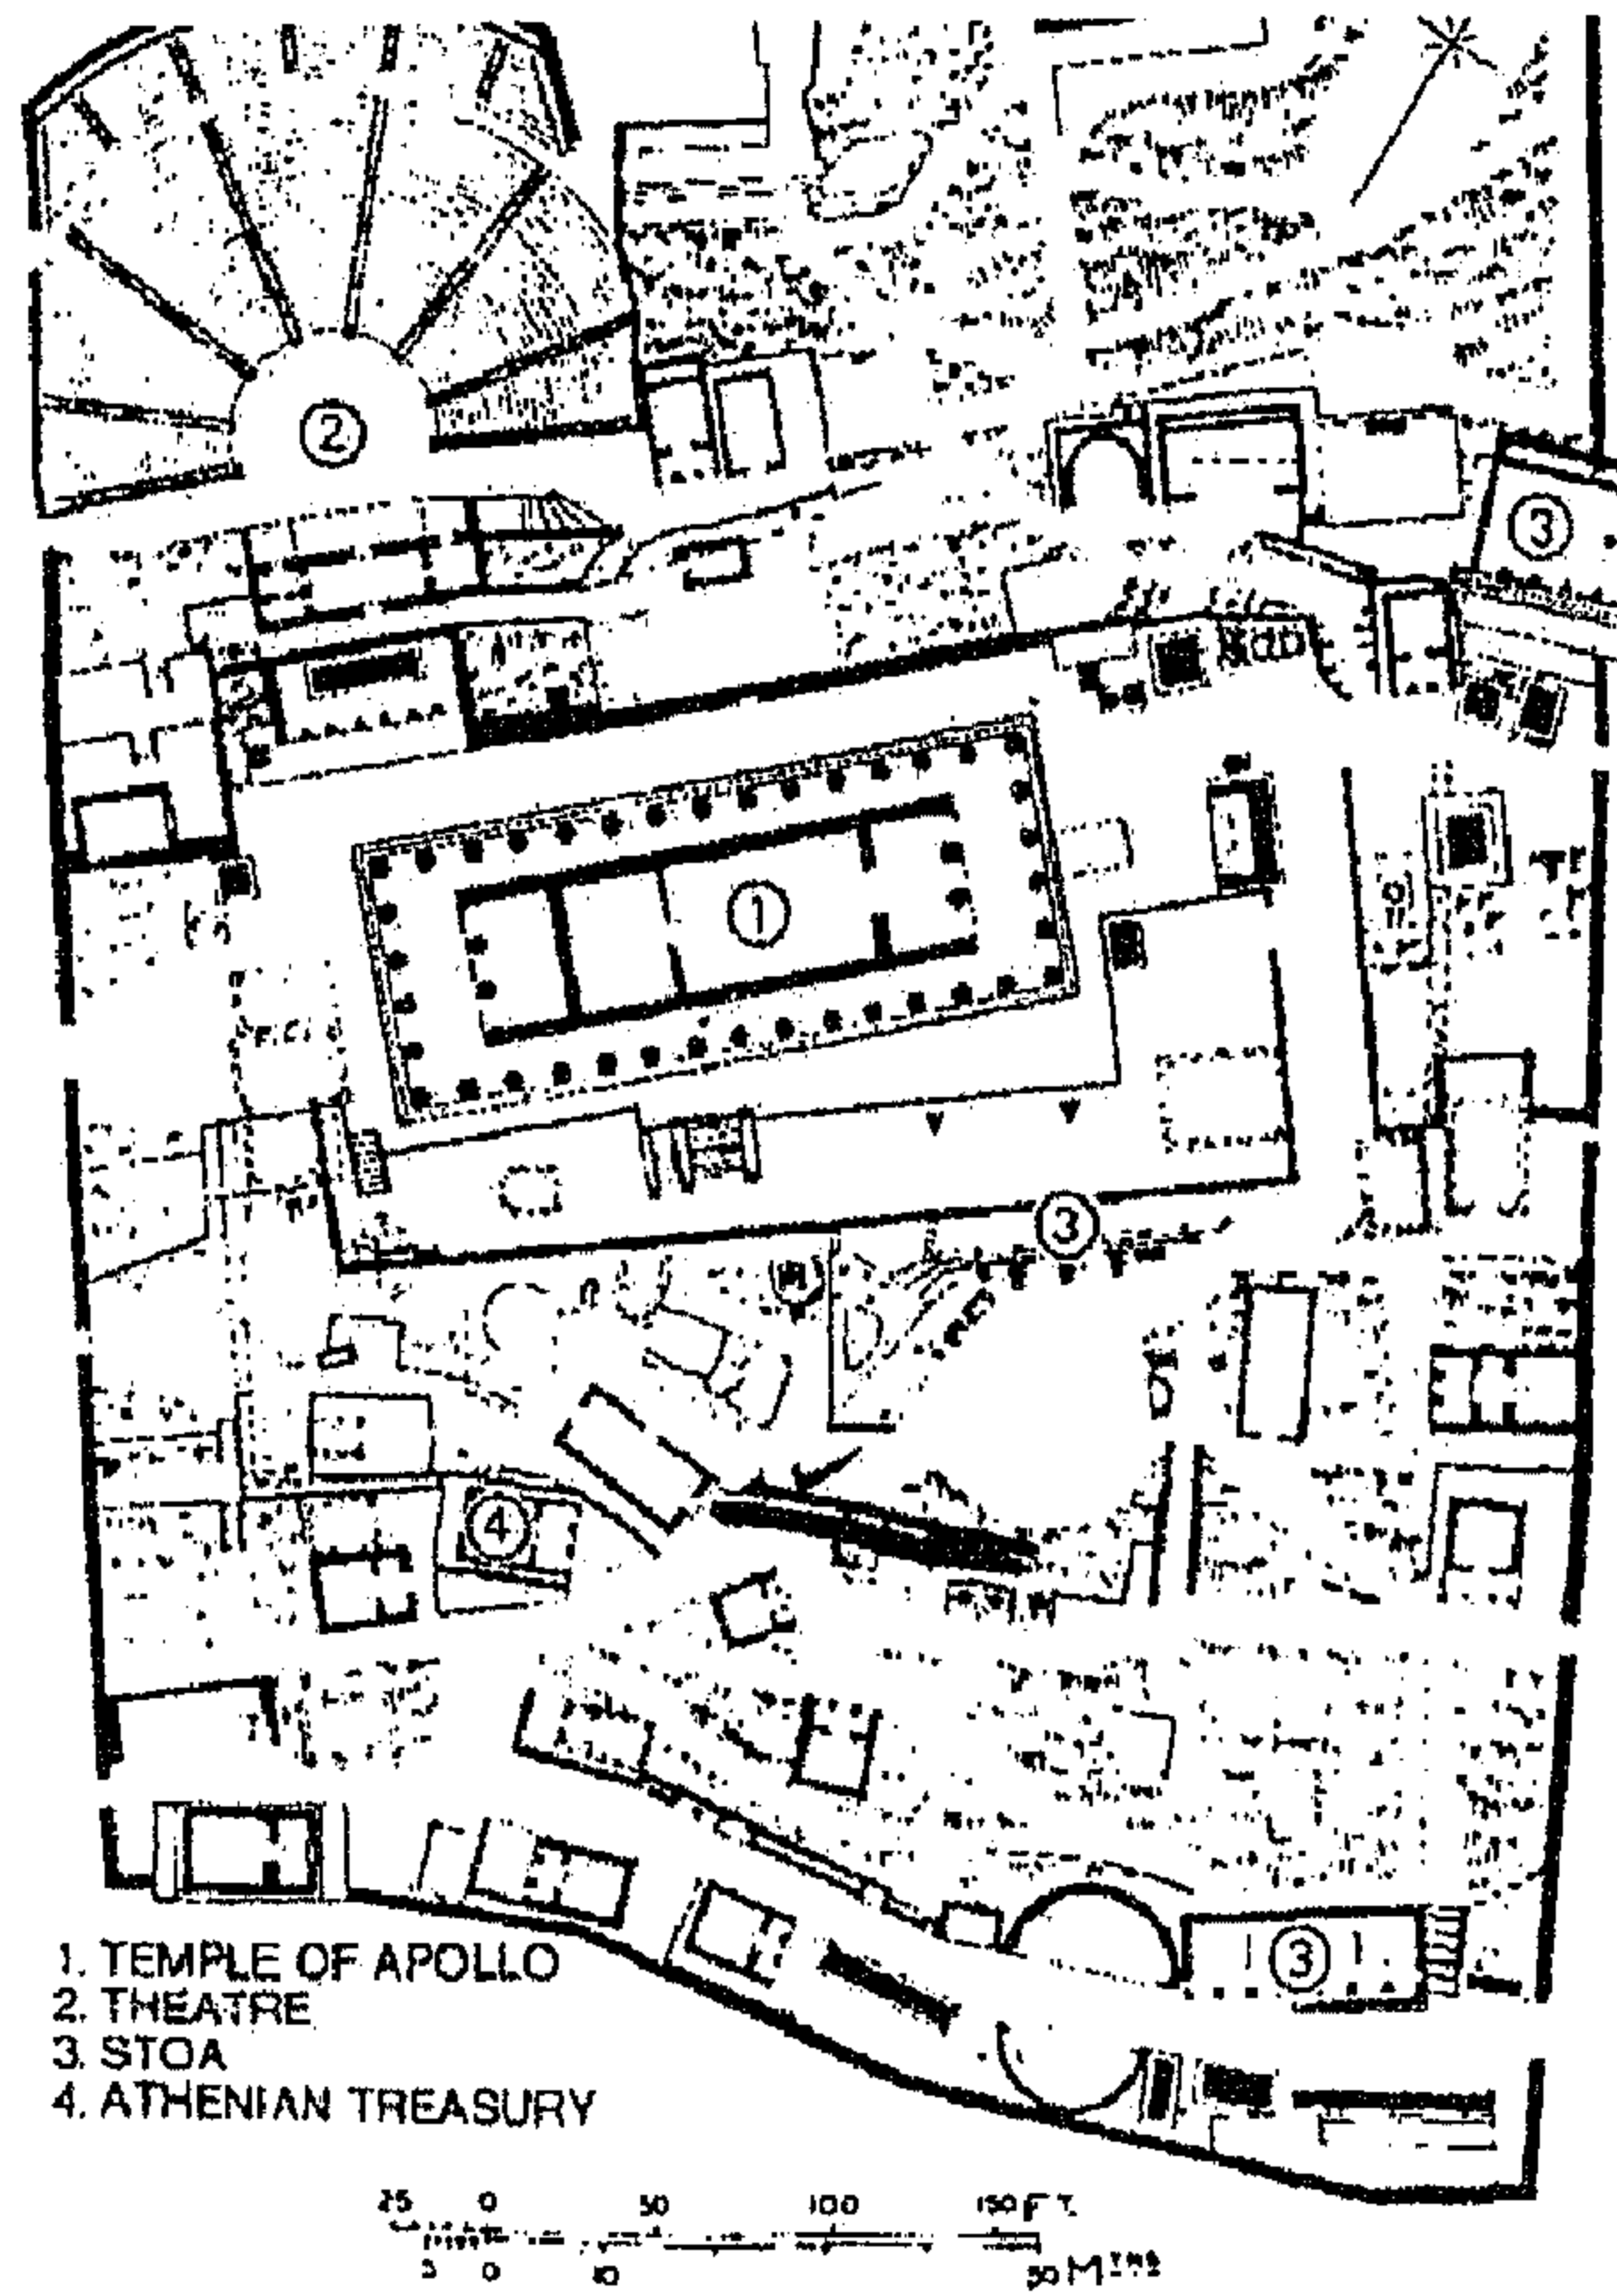 2
3
1
3
4
3
1. TEMPLE OF APOLLO
2. THEATRE
3. STOA
4. ATHENIAN TREASURY
25 0 50 100 150 FT.
0